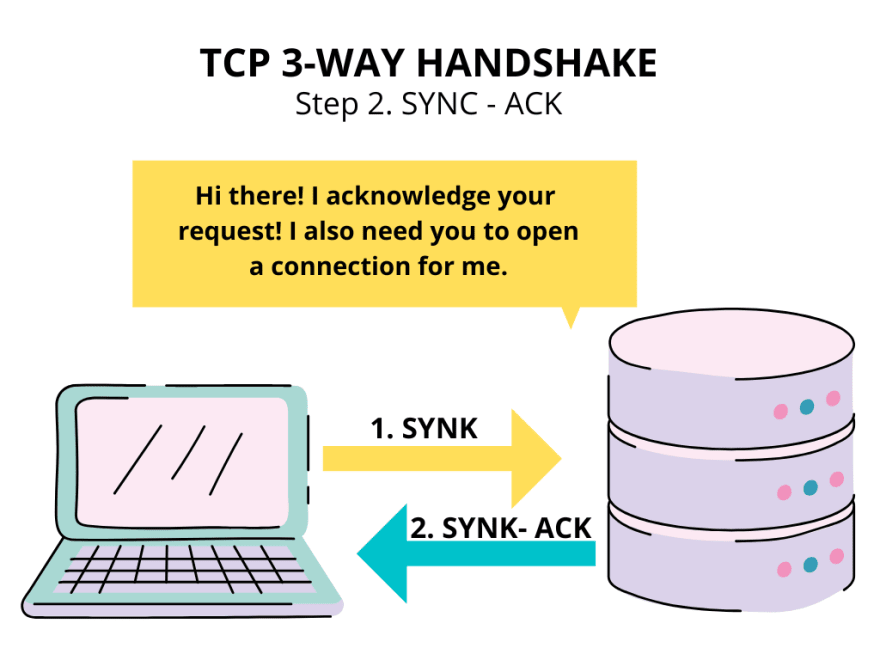 TCP 3-WAY HANDSHAKE
Step 2. SYNC - ACK
Hi there! I acknowledge your
request! I also need you to open
a connection for me.
1. SYNK
2. SYNK- ACK